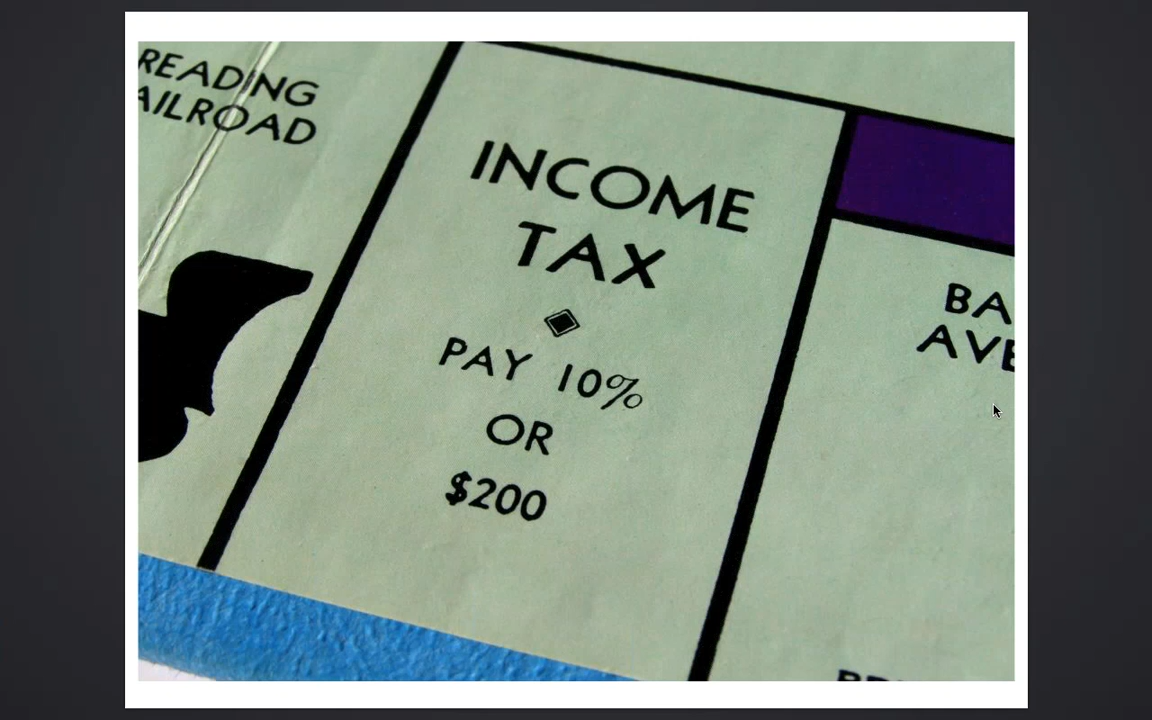 READING
AILROAD
INCOME
TAX
PAY 10%
OR
$200
BA
AVE